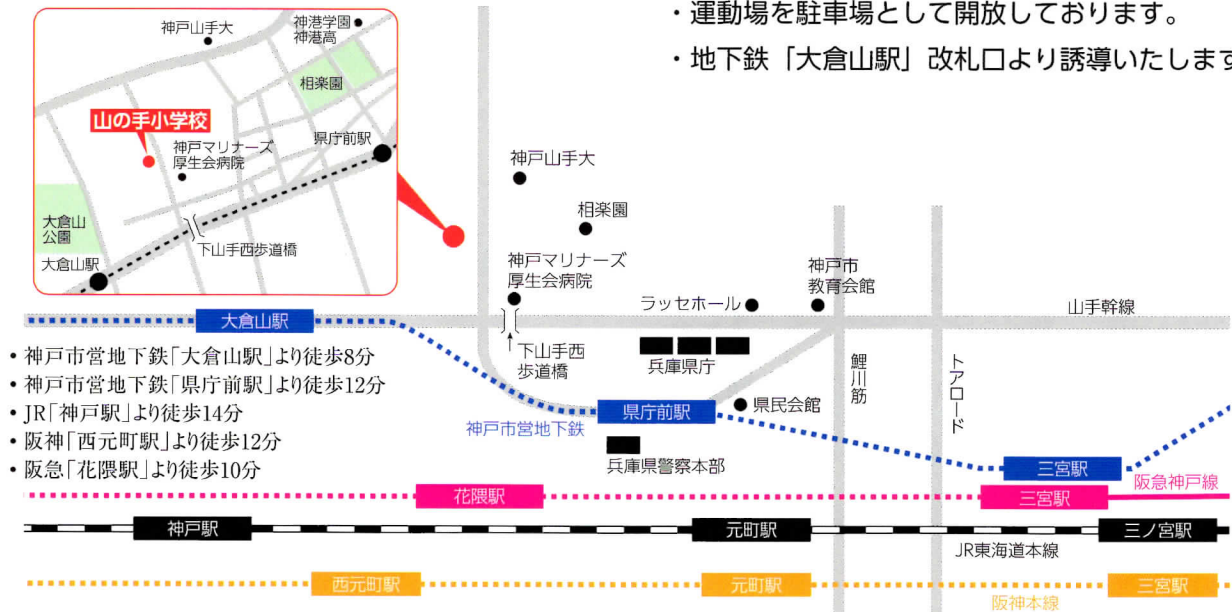 ・運動場を駐車場として開放しております。
・地下鉄「大倉山駅」改札口より誘導いたします
神戸山手大
神港学園
神港高
相楽園
山の手小学校
神戸マリナーズ
厚生会病院
県庁前駅
大倉山
公園
下山手西歩道橋
大倉山駅
神戸山手大
相楽園
神戸マリナーズ
厚生会病院
ラッセホール
神戸市
教育会館
山手幹線
大倉山駅
下山手西
歩道橋
兵庫県庁
鯉川筋
トアロード
・神戸市営地下鉄「大倉山駅」より徒歩8分
・神戸市営地下鉄「県庁前駅」より徒歩12分
・JR「神戸駅」より徒歩14分
・阪神「西元町駅」より徒歩12分
・阪急「花隈駅」より徒歩10分
県庁前駅
県民会館
神戸市営地下鉄
兵庫県警察本部
三宮駅
阪急神戸線
花隈駅
三宮駅
神戸駅
元町駅
三ノ宮駅
JR東海道本線
西元町駅
元町駅
三宮駅
阪神本線